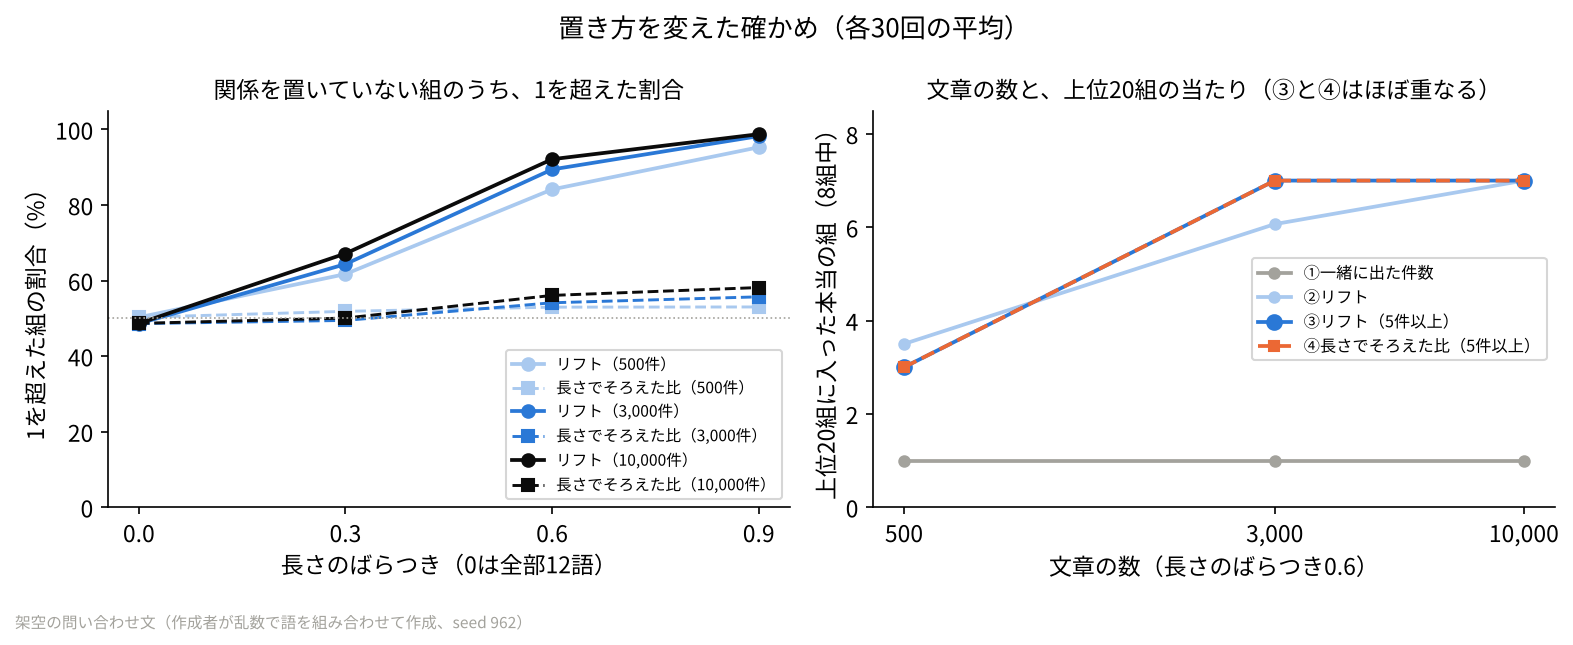 置き方を変えた確かめ（各30回の平均）
関係を置いていない組のうち、1を超えた割合
1を超えた組の割合（%）
100
80
60
40
20
0
0.0
0.3
0.6
0.9
長さのばらつき（0は全部12語）
リフト（500件）
長さでそろえた比（500件）
リフト（3,000件）
長さでそろえた比（3,000件）
リフト（10,000件）
長さでそろえた比（10,000件）
文章の数と、上位20組の当たり（③と④はほぼ重なる）
上位20組に入った本当の組（8組中）
8
6
4
2
0
500
3,000
10,000
文章の数（長さのばらつき0.6）
①一緒に出た件数
②リフト
③リフト（5件以上）
④長さでそろえた比（5件以上）
架空の問い合わせ文（作成者が乱数で語を組み合わせて作成、seed 962）